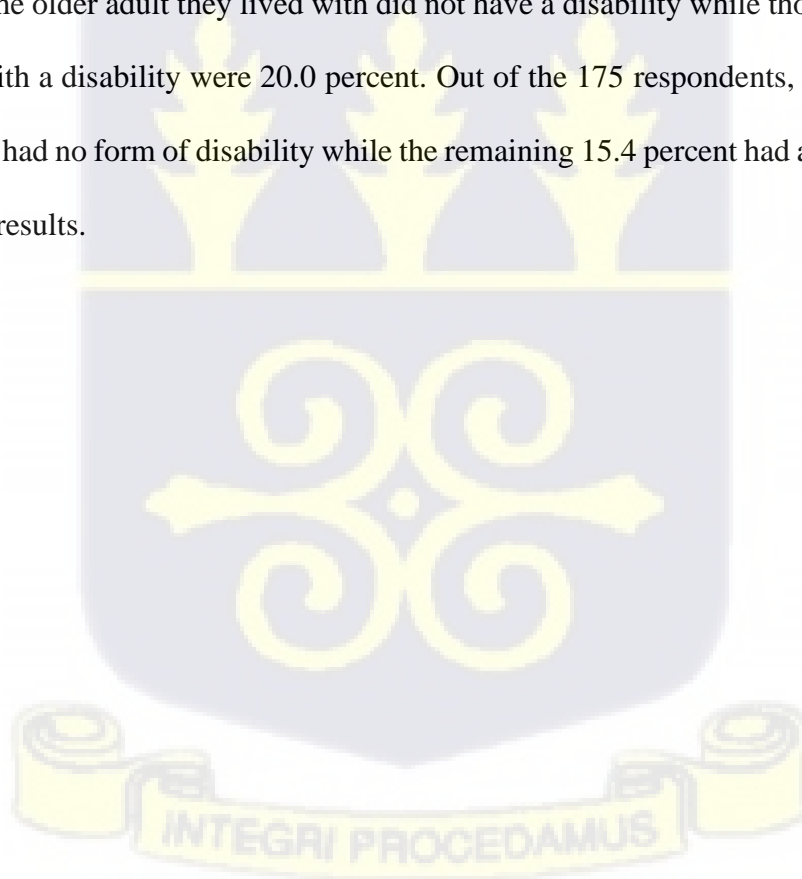 he older adult they lived with did not have a disability while tho
ith a disability were 20.0 percent. Out of the 175 respondents,
had no form of disability while the remaining 15.4 percent had a
results.
INTEGRI PROCEDAMUS